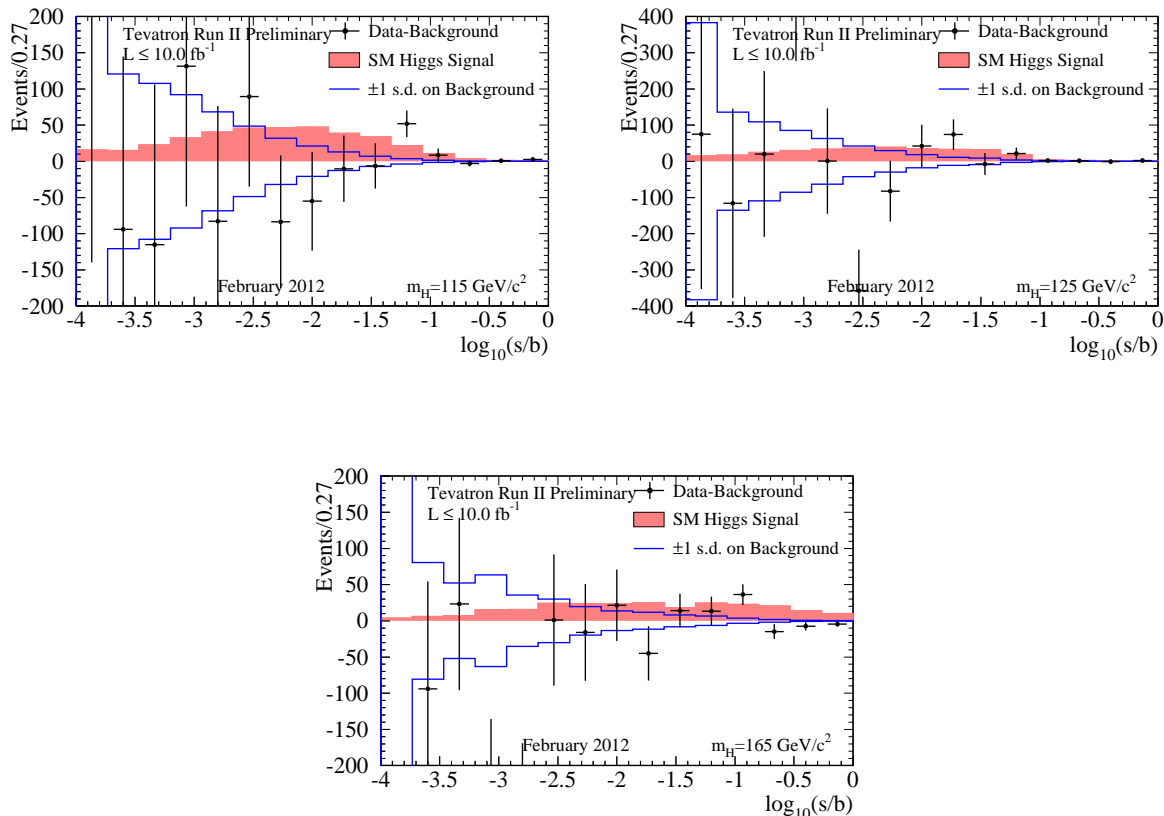 Events/0.27
200
150
100
50
0
-50
-100
-150
-200
Tevatron Run II Preliminary
L ≤ 10.0 fb⁻¹
Data-Background
SM Higgs Signal
±1 s.d. on Background
February 2012
m_H=115 GeV/c²
-4 -3.5 -3 -2.5 -2 -1.5 -1 -0.5 0
log₁₀(s/b)
Events/0.27
400
300
200
100
0
-100
-200
-300
-400
Tevatron Run II Preliminary
L ≤ 10.0 fb⁻¹
Data-Background
SM Higgs Signal
±1 s.d. on Background
February 2012
m_H=125 GeV/c²
-4 -3.5 -3 -2.5 -2 -1.5 -1 -0.5 0
log₁₀(s/b)
Events/0.27
200
150
100
50
0
-50
-100
-150
-200
Tevatron Run II Preliminary
L ≤ 10.0 fb⁻¹
Data-Background
SM Higgs Signal
±1 s.d. on Background
February 2012
m_H=165 GeV/c²
-4 -3.5 -3 -2.5 -2 -1.5 -1 -0.5 0
log₁₀(s/b)